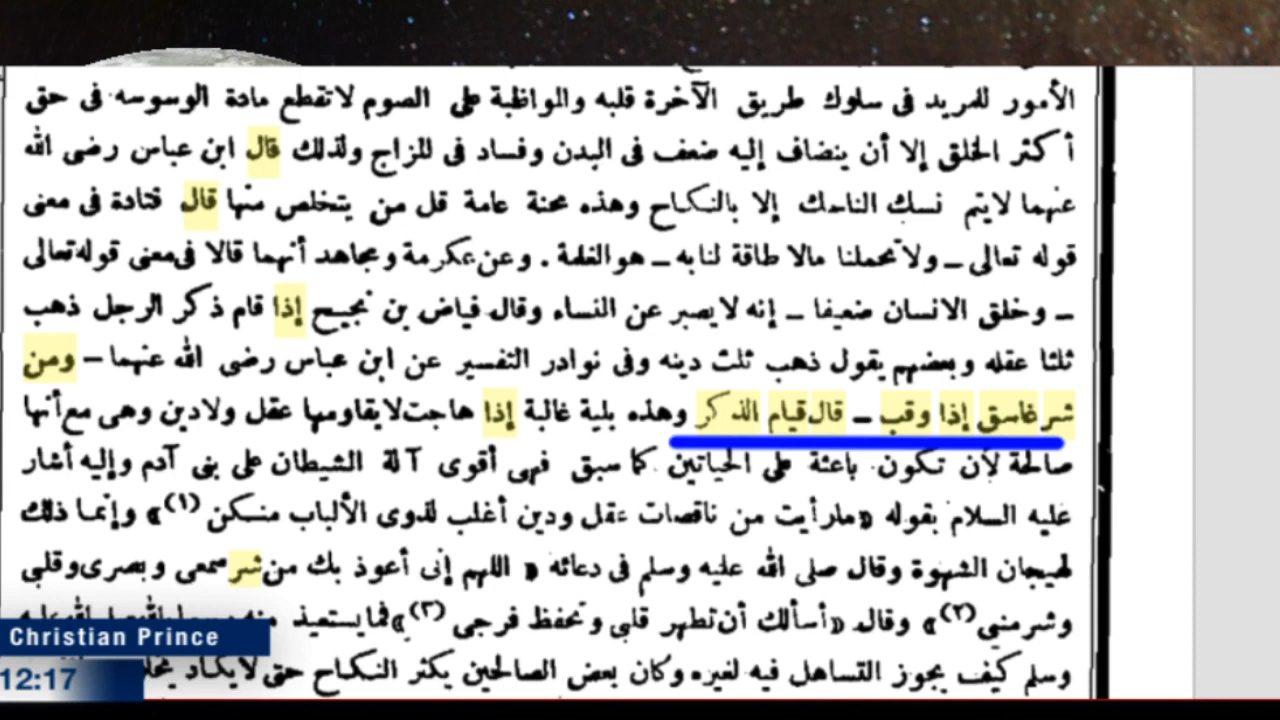 الأمور للمريد فى سلوك طريق الآخرة قلبه والمواظبة على الصوم لاتقطع مادة الوسوسه فى حق
أكثر الخلق إلا أن ينضاف إليه ضعف فى البدن وفساد فى المزاج ولذلك قال ابن عباس رضى الله
عنهما لايتم نسك الناسك إلا بالنكاح وهذه محنة عامة قل من يتخلص منها قال قتادة فى معنى
قوله تعالى ــ ولاتحملنا مالا طاقة لنابه ــ هوالغلمة . وعن عكرمة ومجاهد أنهما قالا فى معنى قوله تعالى
ــ وخلق الانسان ضعيفا ــ إنه لايصبر عن النساء وقال فياض بن نجيح إذا قام ذكر الرجل ذهب
ثلثا عقله وبعضهم يقول ذهب ثلث دينه وفى نوادر التفسير عن ابن عباس رضى الله عنهما ــ ومن
شر غاسق إذا وقب ــ قال قيام الذكر وهذه بلية غالبة إذا هاجت لايقاومها عقل ولادين وهى مع أنها
صالحة لأن تكون باعثة على الحياتين كما سبق فهى أقوى آلة الشيطان على بنى آدم وإليه أشار
عليه السلام بقوله «مارأيت من ناقصات عقل ودين أغلب لذوى الألباب منكن (١)» وإنما ذلك
لهيجان الشهوة وقال صلى الله عليه وسلم فى دعائه « اللهم إنى أعوذ بك من شر سمعى وبصرى وقلبى
وشر منيى (٢)» وقال «أسألك أن تطهر قلبى وتحفظ فرجى (٣)» فما يستعيذ منه
وسلم كيف يجوز التساهل فيه لغيره وكان بعض الصالحين يكثر النكاح حتى لايكاد
Christian Prince
12:17